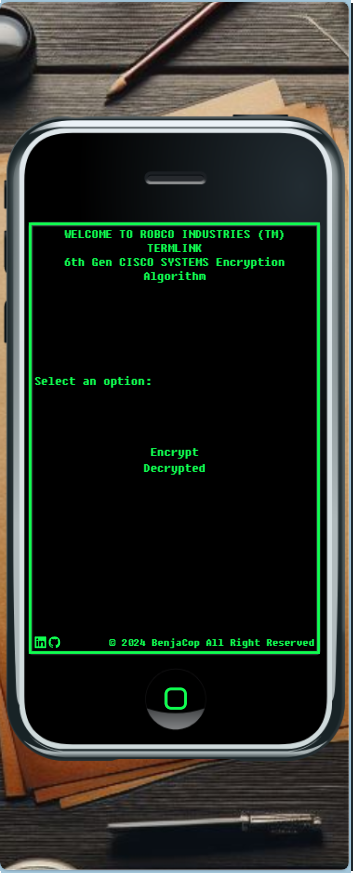 WELCOME TO ROBCO INDUSTRIES (TM)
TERMLINK
6th Gen CISCO SYSTEMS Encryption
Algorithm
Select an option:
Encrypt
Decrypted
in
© 2024 BenjaCop All Right Reserved